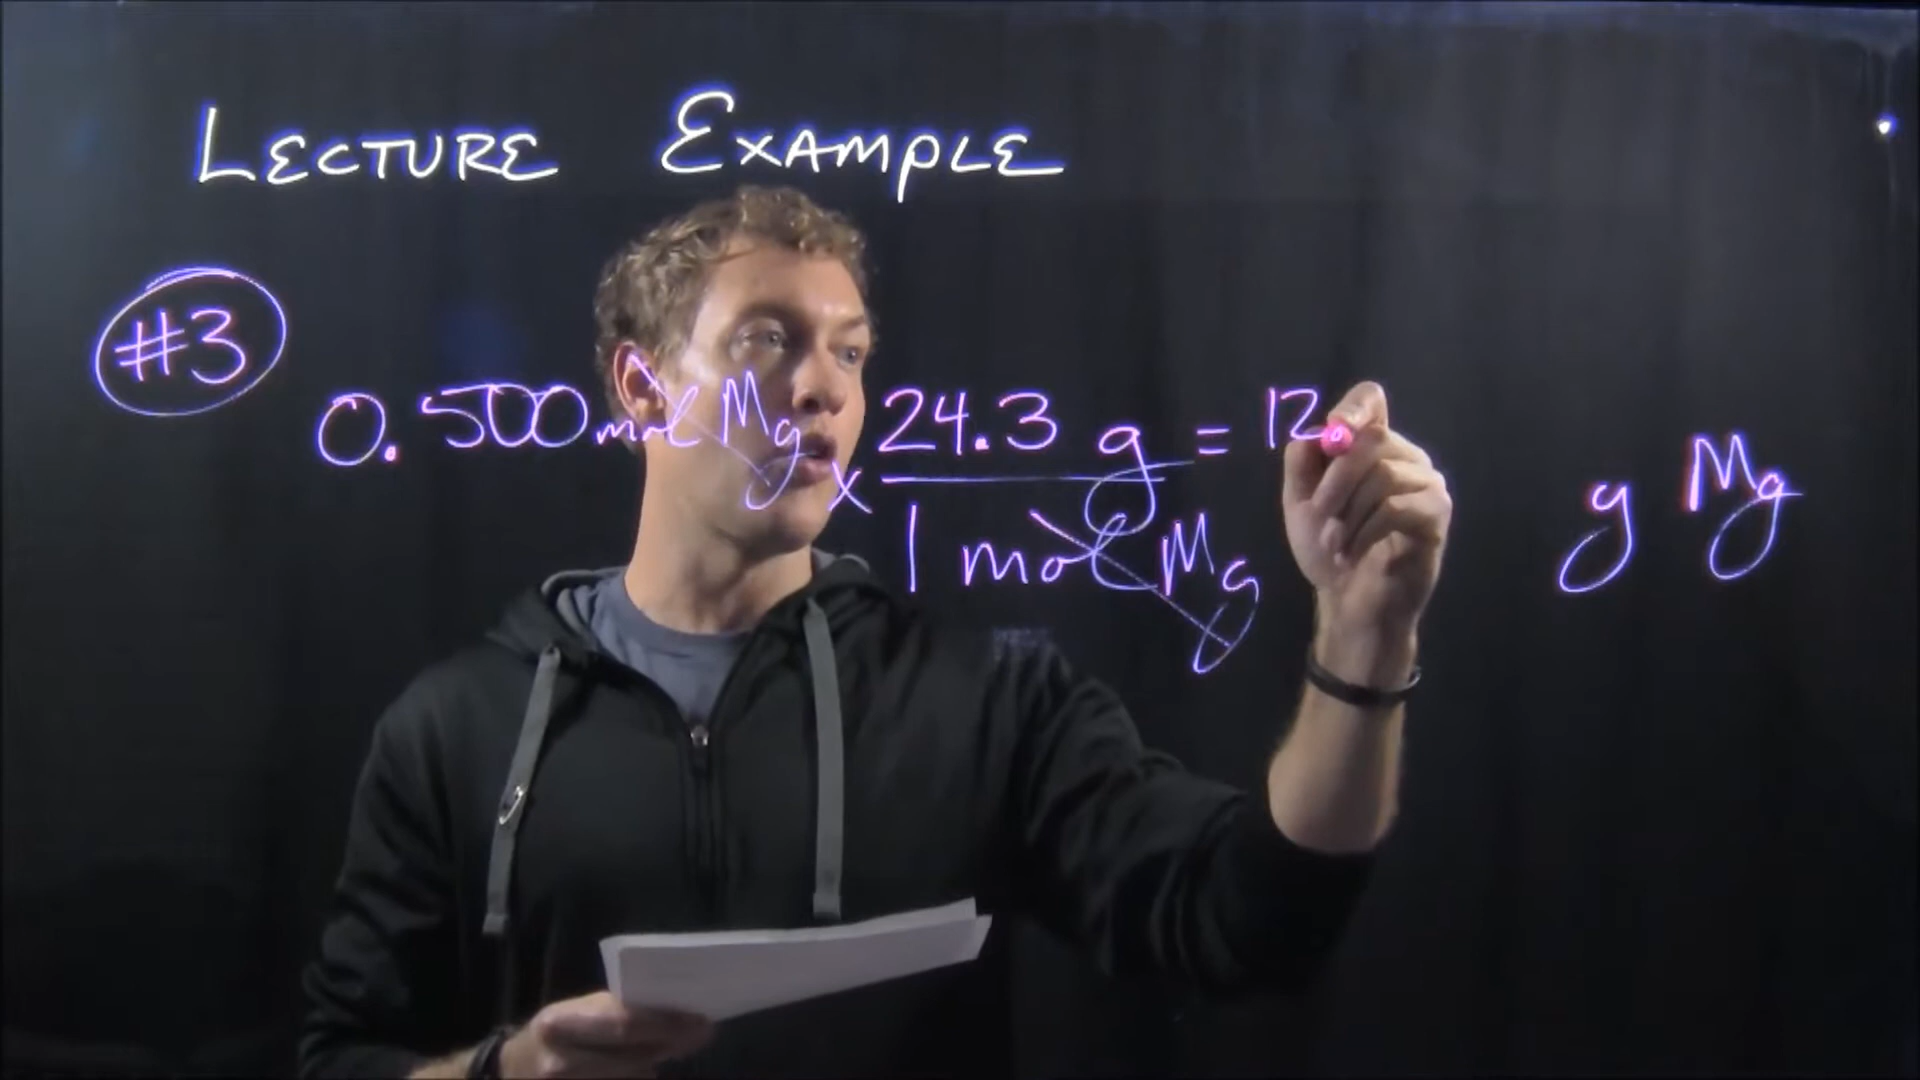 LECTURE EXAMPLE
#3
0.500 mol Mg x 24.3 g = 12. g Mg
1 mol Mg